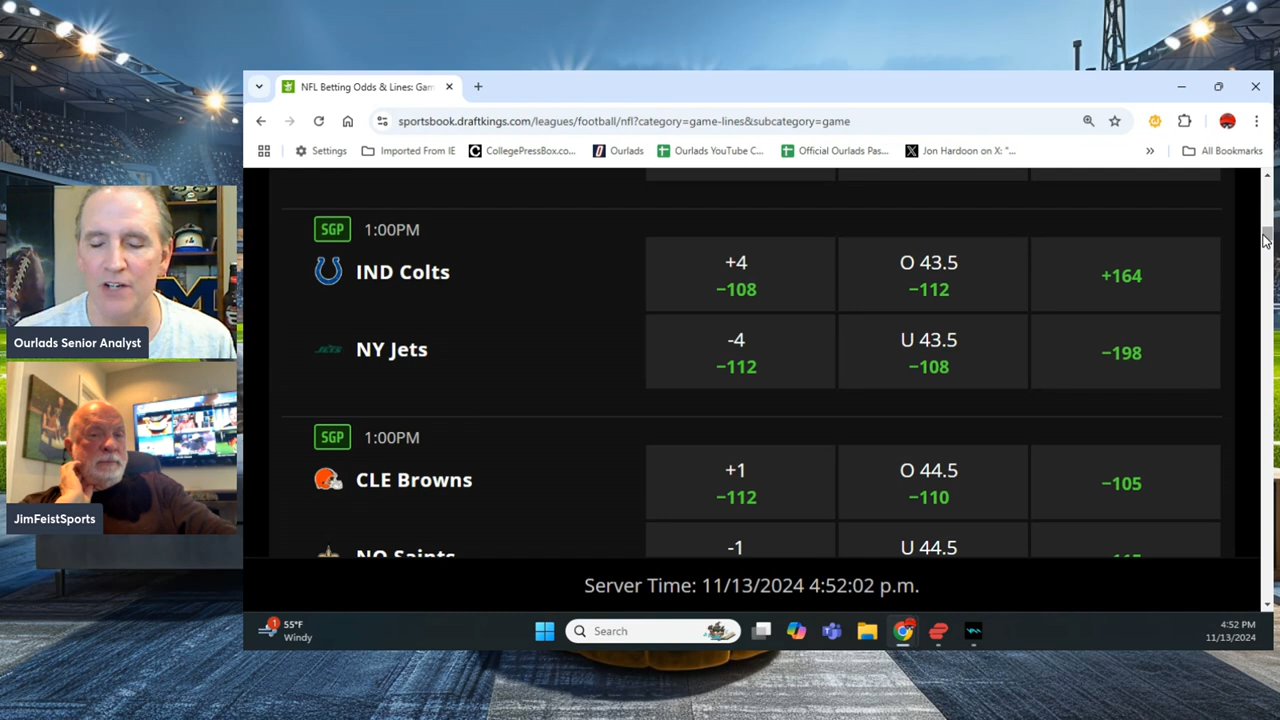 NFL Betting Odds & Lines: Gam
sportsbook.draftkings.com/leagues/football/nfl?category=game-lines&subcategory=game
Settings
Imported From IE
CollegePressBox.co...
Ourlads
Ourlads YouTube C...
Official Ourlads Pas...
Jon Hardoon on X: "...
All Bookmarks
SGP 1:00PM
IND Colts
+4
−108
O 43.5
−112
+164
NY Jets
-4
−112
U 43.5
−108
−198
SGP 1:00PM
CLE Browns
+1
−112
O 44.5
−110
−105
NO Saints
-1
U 44.5
Server Time: 11/13/2024 4:52:02 p.m.
Ourlads Senior Analyst
JimFeistSports
1
55°F
Windy
Search
4:52 PM
11/13/2024